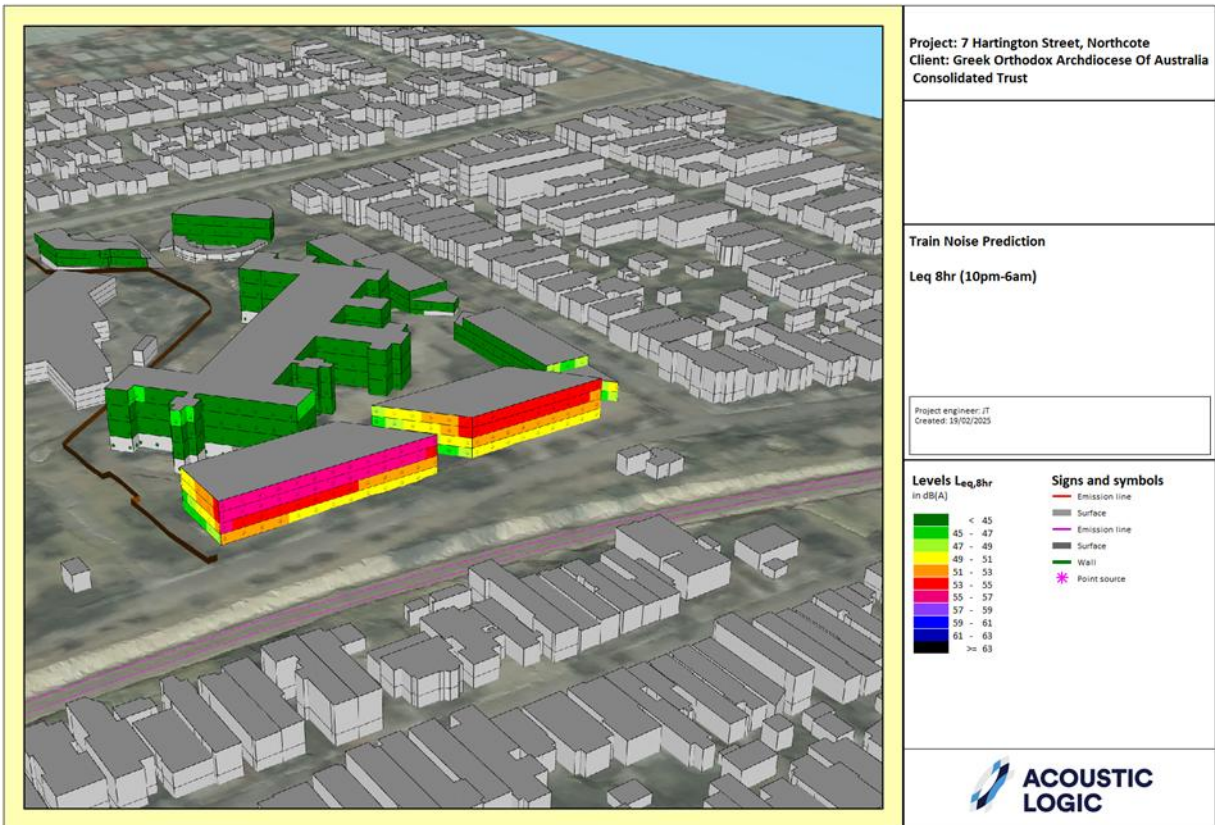 Project: 7 Hartington Street, Northcote
Client: Greek Orthodox Archdiocese Of Australia
Consolidated Trust
Train Noise Prediction
Leq 8hr (10pm-6am)
Project engineer: JT
Created: 19/02/2025
Levels Leq,8hr
in dB(A)
< 45
45 - 47
47 - 49
49 - 51
51 - 53
53 - 55
55 - 57
57 - 59
59 - 61
61 - 63
>= 63
Signs and symbols
Emission line
Surface
Emission line
Surface
Wall
Point source
ACOUSTIC
LOGIC